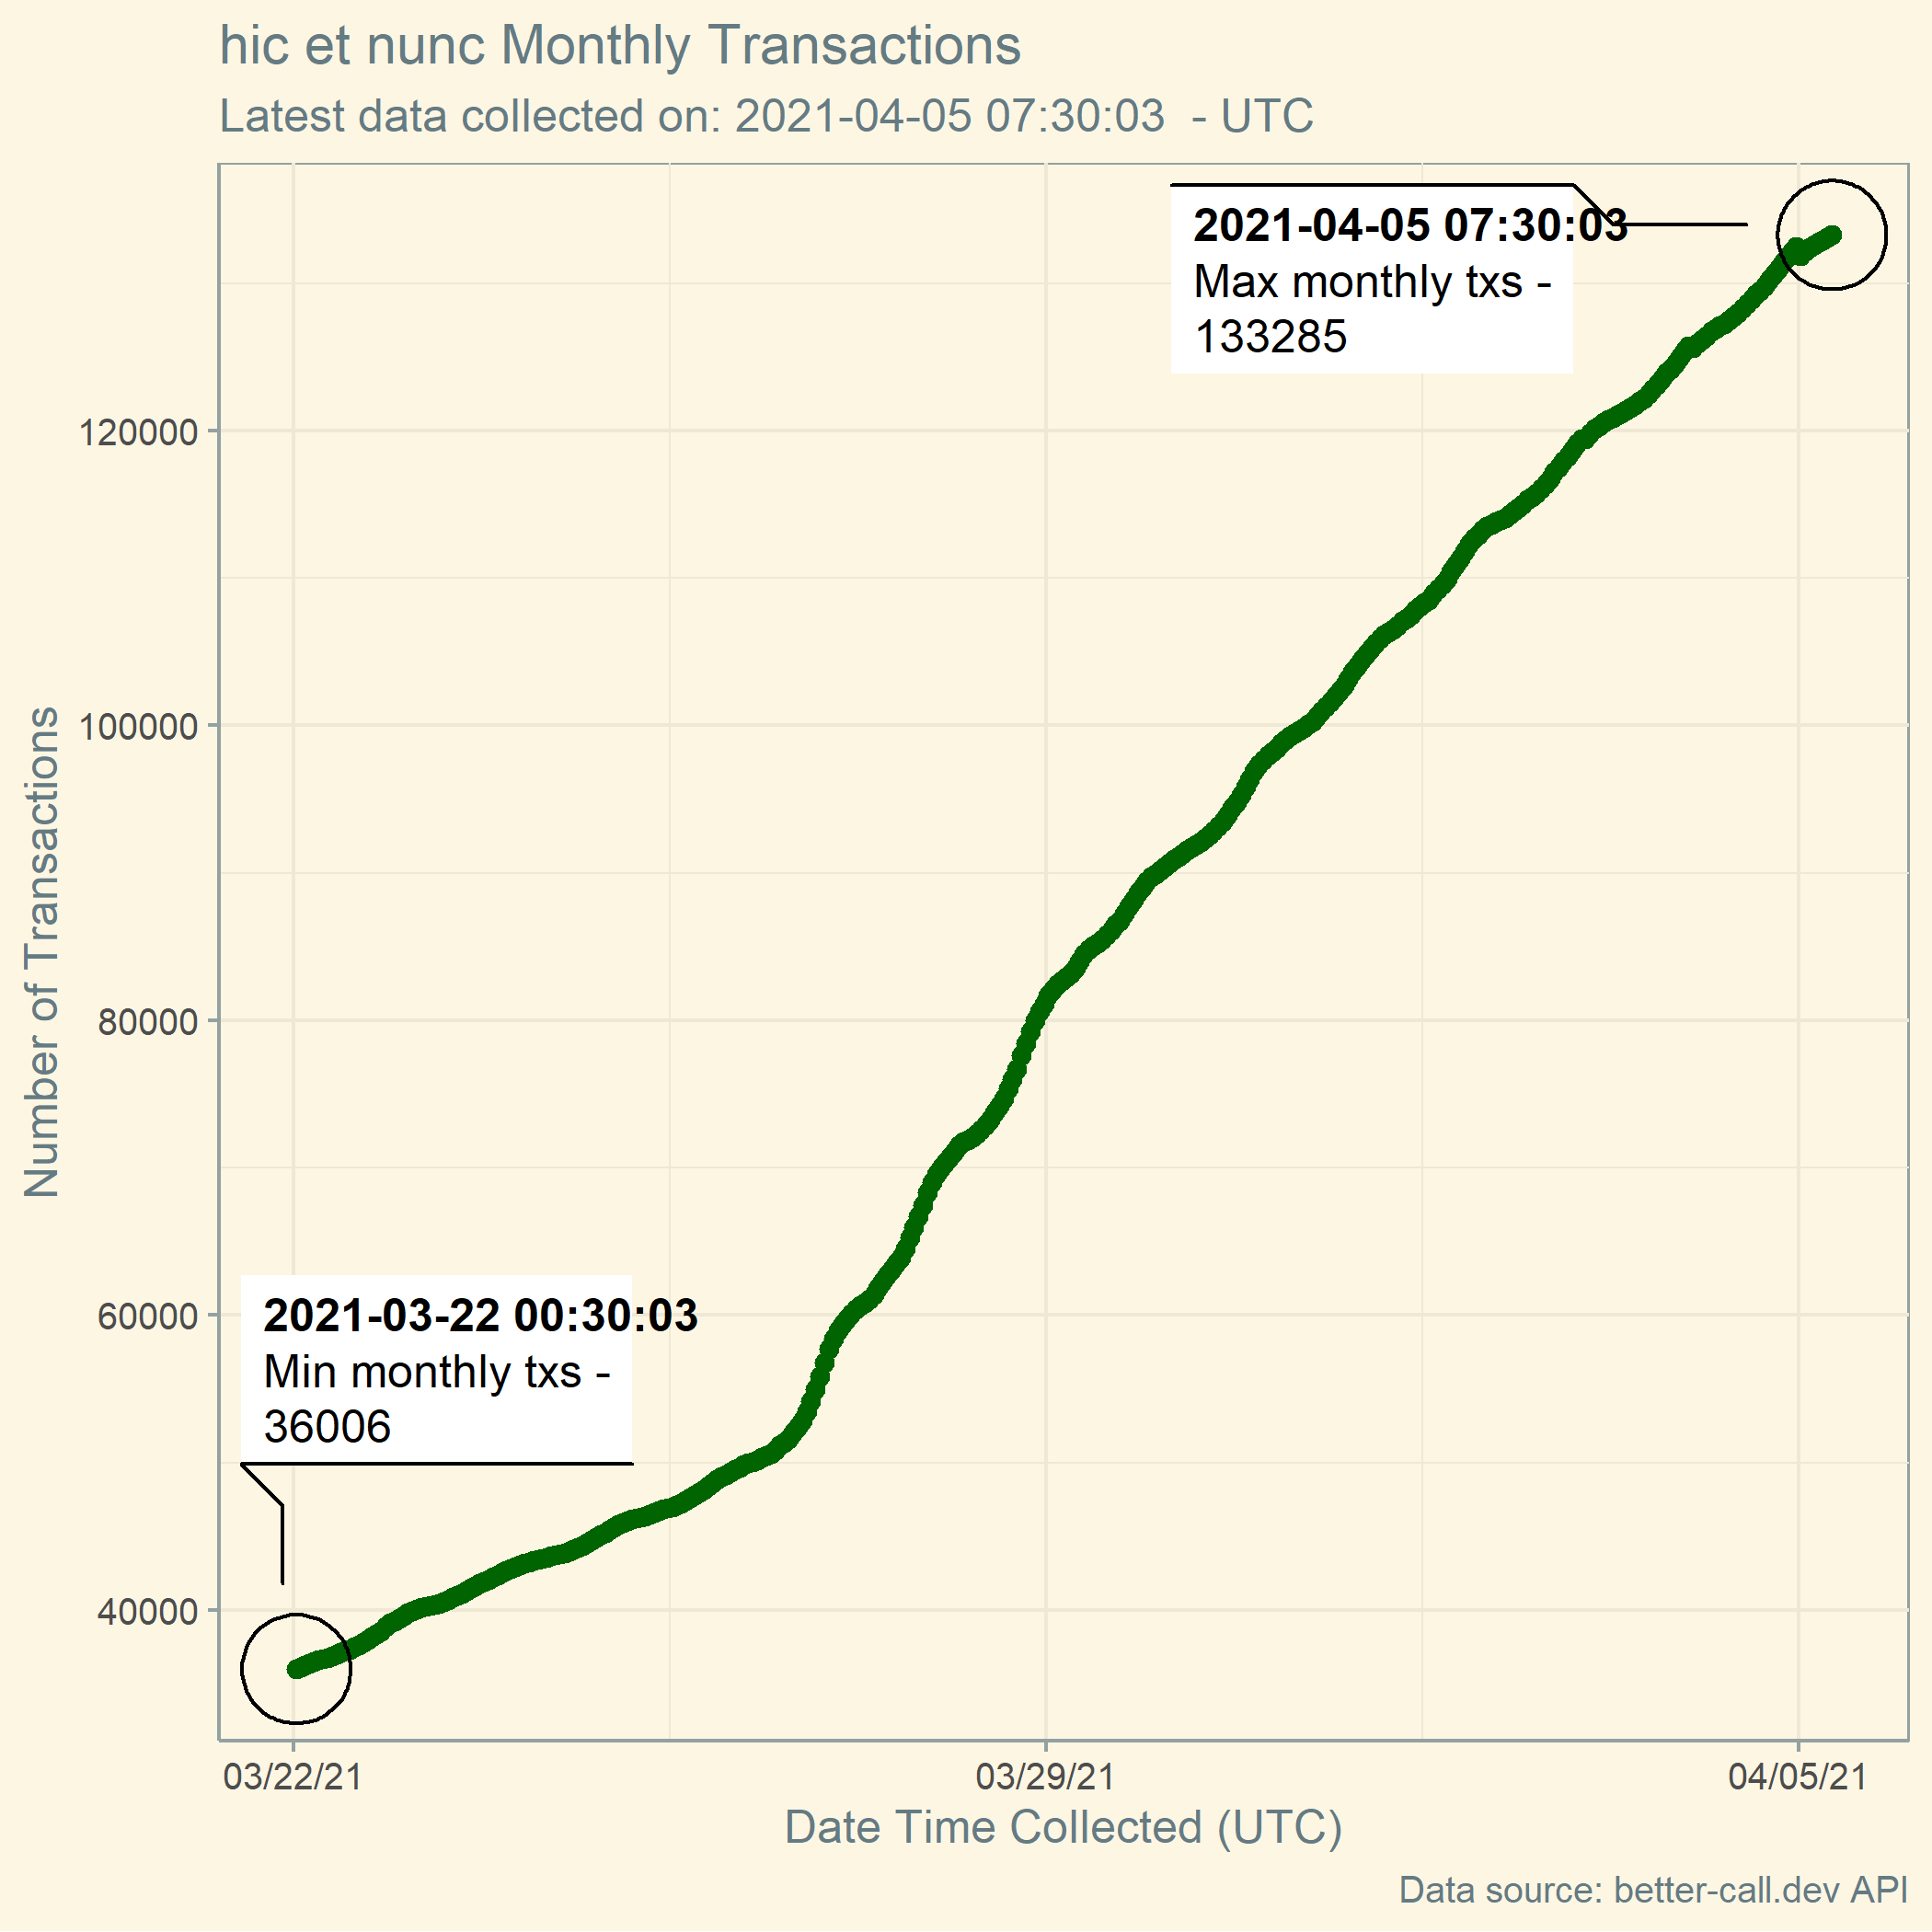 hic et nunc Monthly Transactions
Latest data collected on: 2021-04-05 07:30:03  - UTC
2021-04-05 07:30:03
Max monthly txs -
133285
120000
100000
80000
60000
40000
Number of Transactions
2021-03-22 00:30:03
Min monthly txs -
36006
03/22/21
03/29/21
04/05/21
Date Time Collected (UTC)
Data source: better-call.dev API